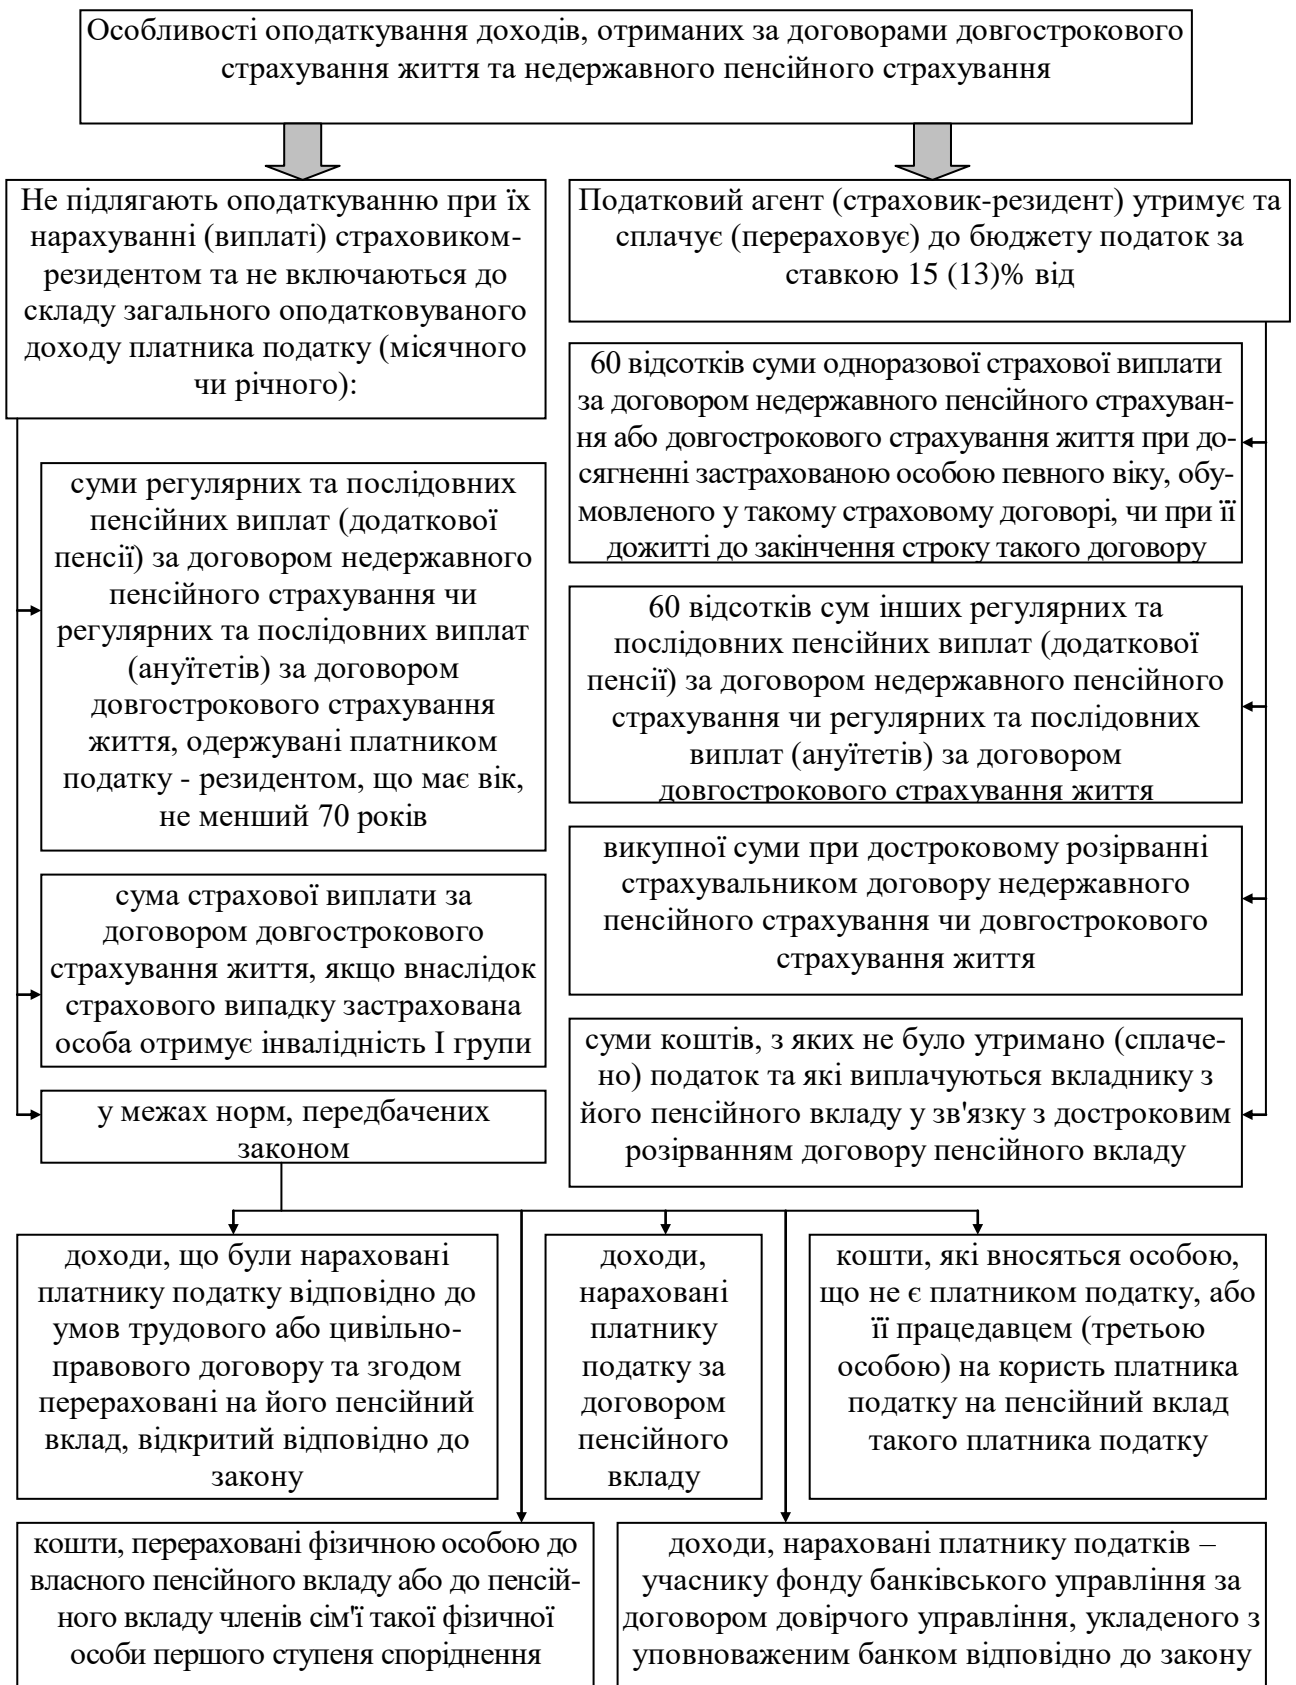 Особливості оподаткування доходів, отриманих за договорами довгострокового
страхування життя та недержавного пенсійного страхування
Не підлягають оподаткуванню при їх
нарахуванні (виплаті) страховиком-
резидентом та не включаються до
складу загального оподатковуваного
доходу платника податку (місячного
чи річного):
суми регулярних та послідовних
пенсійних виплат (додаткової
пенсії) за договором недержавного
пенсійного страхування чи
регулярних та послідовних виплат
(ануїтетів) за договором
довгострокового страхування
життя, одержувані платником
податку - резидентом, що має вік,
не менший 70 років
сума страхової виплати за
договором довгострокового
страхування життя, якщо внаслідок
страхового випадку застрахована
особа отримує інвалідність I групи
у межах норм, передбачених
законом
Податковий агент (страховик-резидент) утримує та
сплачує (перераховує) до бюджету податок за
ставкою 15 (13)% від
60 відсотків суми одноразової страхової виплати
за договором недержавного пенсійного страхуван-
ня або довгострокового страхування життя при до-
сягненні застрахованою особою певного віку, обу-
мовленого у такому страховому договорі, чи при її
дожитті до закінчення строку такого договору
60 відсотків сум інших регулярних та
послідовних пенсійних виплат (додаткової
пенсії) за договором недержавного пенсійного
страхування чи регулярних та послідовних
виплат (ануїтетів) за договором
довгострокового страхування життя
викупної суми при достроковому розірванні
страхувальником договору недержавного
пенсійного страхування чи довгострокового
страхування життя
суми коштів, з яких не було утримано (сплаче-
но) податок та які виплачуються вкладнику з
його пенсійного вкладу у зв'язку з достроковим
розірванням договору пенсійного вкладу
доходи, що були нараховані
платнику податку відповідно до
умов трудового або цивільно-
правового договору та згодом
перераховані на його пенсійний
вклад, відкритий відповідно до
закону
доходи,
нараховані
платнику
податку за
договором
пенсійного
вкладу
кошти, які вносяться особою,
що не є платником податку, або
її працедавцем (третьою
особою) на користь платника
податку на пенсійний вклад
такого платника податку
кошти, перераховані фізичною особою до
власного пенсійного вкладу або до пенсій-
ного вкладу членів сім'ї такої фізичної
особи першого ступеня споріднення
доходи, нараховані платнику податків –
учаснику фонду банківського управління за
договором довірчого управління, укладеного з
уповноваженим банком відповідно до закону